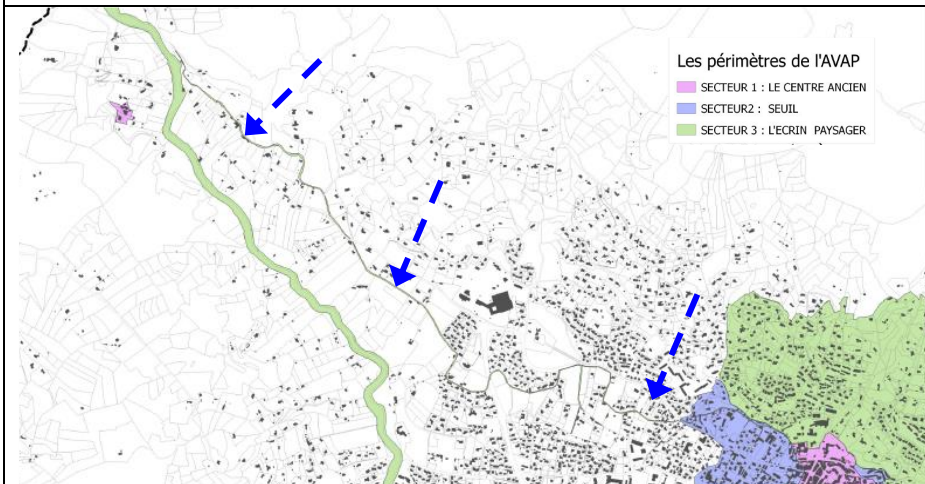 Les périmètres de l'AVAP
SECTEUR 1 : LE CENTRE ANCIEN
SECTEUR2 : SEUIL
SECTEUR 3 : L'ECRIN PAYSAGER